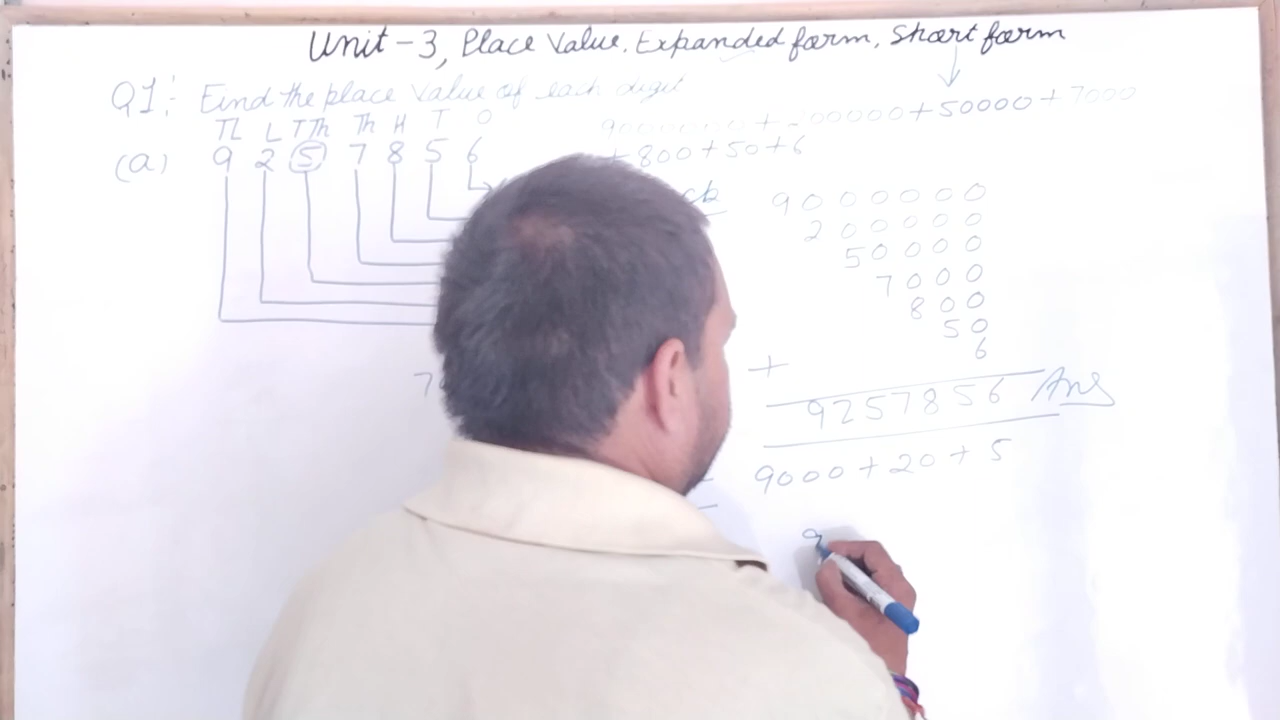 Unit - 3, Place Value, Expanded form, Short form
Q1:- Find the place value of each digit
TL L TTh Th H T O
(a) 9 2 5 7 8 5 6
+50000+7000
+800+50+6
9000000
200000
50000
7000
800
50
6
+
9257856 Ans
9000+20+5
9